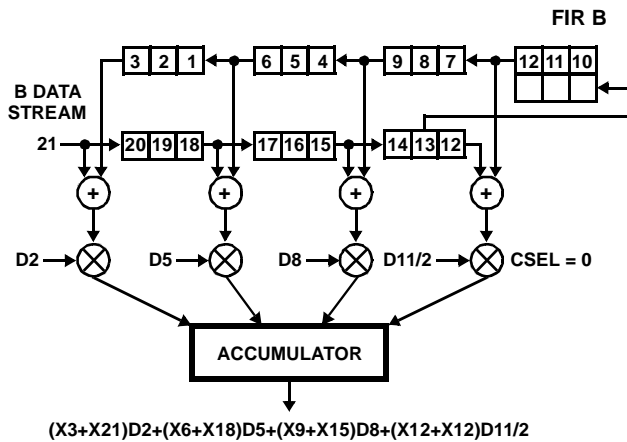 FIR B
3 2 1 6 5 4 9 8 7 12 11 10
B DATA
STREAM
21 20 19 18 17 16 15 14 13 12
+ + + +
D2 D5 D8 D11/2 CSEL = 0
ACCUMULATOR
(X3+X21)D2+(X6+X18)D5+(X9+X15)D8+(X12+X12)D11/2